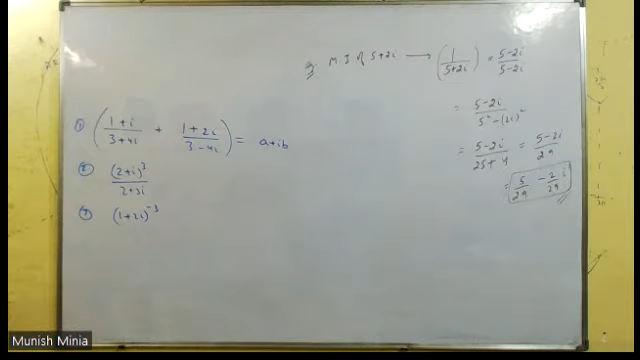 ① ( (1+i)/(3+4i) + (1+2i)/(3-4i) ) = a+ib
② (2+i)³/(2+3i)
(1+2i)⁻³
M I of 5+2i → (1/(5+2i)) × (5-2i)/(5-2i)
= (5-2i)/(5²-(2i)²)
= (5-2i)/(25+4) = (5-2i)/29
= 5/29 - 2/29 i
Munish Minia